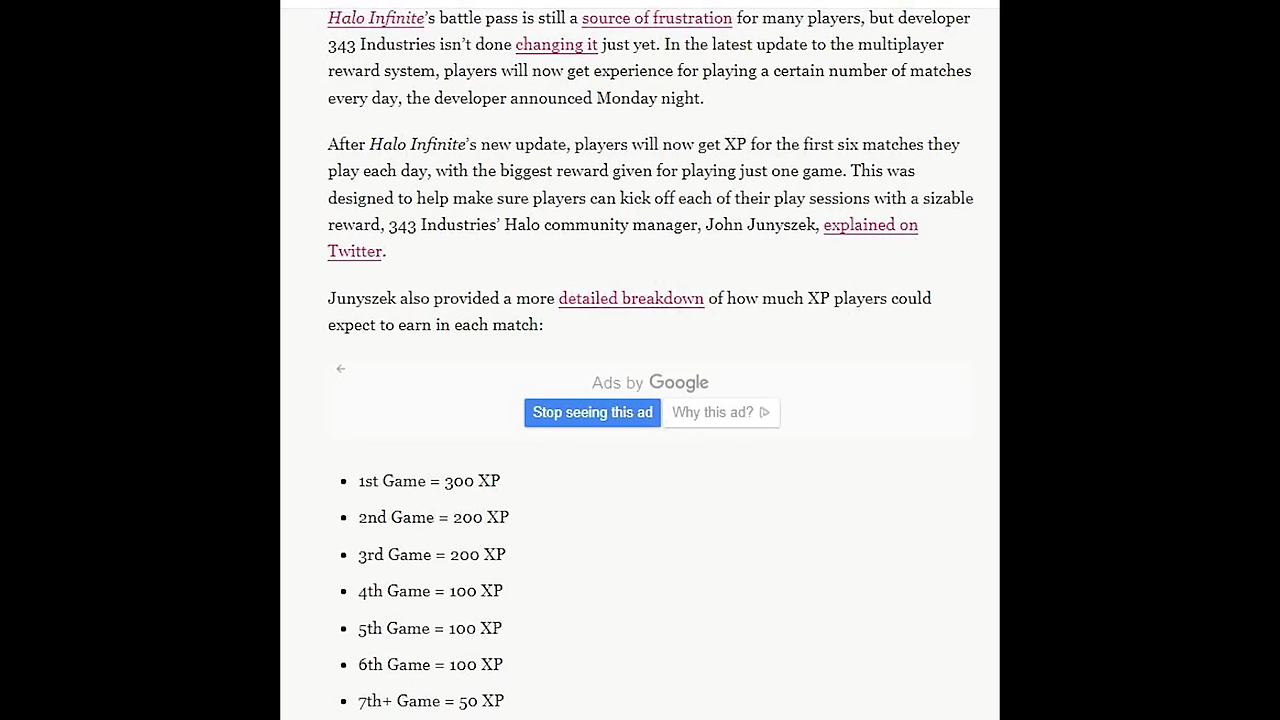 Halo Infinite's battle pass is still a source of frustration for many players, but developer
343 Industries isn't done changing it just yet. In the latest update to the multiplayer
reward system, players will now get experience for playing a certain number of matches
every day, the developer announced Monday night.
After Halo Infinite's new update, players will now get XP for the first six matches they
play each day, with the biggest reward given for playing just one game. This was
designed to help make sure players can kick off each of their play sessions with a sizable
reward, 343 Industries' Halo community manager, John Junyszek, explained on
Twitter.
Junyszek also provided a more detailed breakdown of how much XP players could
expect to earn in each match:
Ads by Google
Stop seeing this ad Why this ad?
• 1st Game = 300 XP
• 2nd Game = 200 XP
• 3rd Game = 200 XP
• 4th Game = 100 XP
• 5th Game = 100 XP
• 6th Game = 100 XP
• 7th+ Game = 50 XP